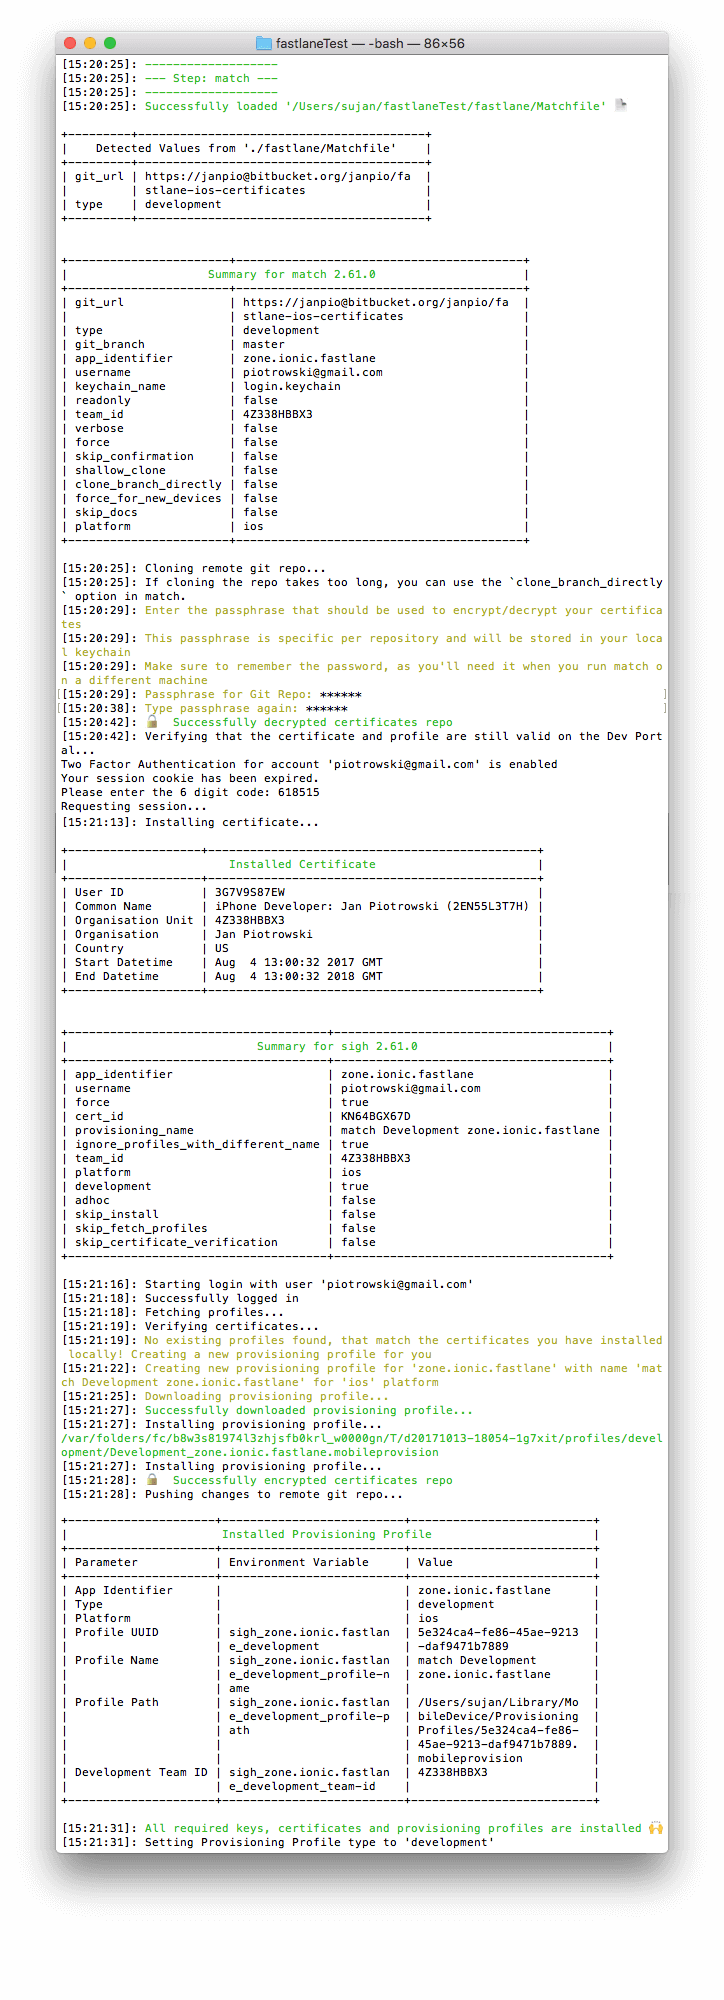 fastlaneTest — -bash — 86×56
[15:20:25]: -------------------
[15:20:25]: --- Step: match ---
[15:20:25]: -------------------
[15:20:25]: Successfully loaded '/Users/sujan/fastlaneTest/fastlane/Matchfile' 📄
+---------+-----------------------------------------+
| Detected Values from './fastlane/Matchfile' |
+---------+-----------------------------------------+
| git_url | https://janpio@bitbucket.org/janpio/fa |
| | stlane-ios-certificates |
| type | development |
+---------+-----------------------------------------+
+-----------------------+-----------------------------------------+
| Summary for match 2.61.0 |
+-----------------------+-----------------------------------------+
| git_url | https://janpio@bitbucket.org/janpio/fa |
| | stlane-ios-certificates |
| type | development |
| git_branch | master |
| app_identifier | zone.ionic.fastlane |
| username | piotrowski@gmail.com |
| keychain_name | login.keychain |
| readonly | false |
| team_id | 4Z338HBBX3 |
| verbose | false |
| force | false |
| skip_confirmation | false |
| shallow_clone | false |
| clone_branch_directly | false |
| force_for_new_devices | false |
| skip_docs | false |
| platform | ios |
+-----------------------+-----------------------------------------+
[15:20:25]: Cloning remote git repo...
[15:20:25]: If cloning the repo takes too long, you can use the `clone_branch_directly
` option in match.
[15:20:29]: Enter the passphrase that should be used to encrypt/decrypt your certifica
tes
[15:20:29]: This passphrase is specific per repository and will be stored in your loca
l keychain
[15:20:29]: Make sure to remember the password, as you'll need it when you run match o
n a different machine
[[15:20:29]: Passphrase for Git Repo: ****** ]
[[15:20:38]: Type passphrase again: ****** ]
[15:20:42]: 🔓 Successfully decrypted certificates repo
[15:20:42]: Verifying that the certificate and profile are still valid on the Dev Port
al...
Two Factor Authentication for account 'piotrowski@gmail.com' is enabled
Your session cookie has been expired.
Please enter the 6 digit code: 618515
Requesting session...
[15:21:13]: Installing certificate...
+-------------------+-----------------------------------------------+
| Installed Certificate |
+-------------------+-----------------------------------------------+
| User ID | 3G7V9S87EW |
| Common Name | iPhone Developer: Jan Piotrowski (2EN55L3T7H) |
| Organisation Unit | 4Z338HBBX3 |
| Organisation | Jan Piotrowski |
| Country | US |
| Start Datetime | Aug  4 13:00:32 2017 GMT |
| End Datetime | Aug  4 13:00:32 2018 GMT |
+-------------------+-----------------------------------------------+
+-------------------------------------+---------------------------------------+
| Summary for sigh 2.61.0 |
+-------------------------------------+---------------------------------------+
| app_identifier | zone.ionic.fastlane |
| username | piotrowski@gmail.com |
| force | true |
| cert_id | KN64BGX67D |
| provisioning_name | match Development zone.ionic.fastlane |
| ignore_profiles_with_different_name | true |
| team_id | 4Z338HBBX3 |
| platform | ios |
| development | true |
| adhoc | false |
| skip_install | false |
| skip_fetch_profiles | false |
| skip_certificate_verification | false |
+-------------------------------------+---------------------------------------+
[15:21:16]: Starting login with user 'piotrowski@gmail.com'
[15:21:18]: Successfully logged in
[15:21:18]: Fetching profiles...
[15:21:19]: Verifying certificates...
[15:21:19]: No existing profiles found, that match the certificates you have installed
 locally! Creating a new provisioning profile for you
[15:21:22]: Creating new provisioning profile for 'zone.ionic.fastlane' with name 'mat
ch Development zone.ionic.fastlane' for 'ios' platform
[15:21:25]: Downloading provisioning profile...
[15:21:27]: Successfully downloaded provisioning profile...
[15:21:27]: Installing provisioning profile...
/var/folders/fc/b8w3s81974l3zhjsfb0krl_w0000gn/T/d20171013-18054-1g7xit/profiles/devel
opment/Development_zone.ionic.fastlane.mobileprovision
[15:21:27]: Installing provisioning profile...
[15:21:28]: 🔒 Successfully encrypted certificates repo
[15:21:28]: Pushing changes to remote git repo...
+---------------------+--------------------------+--------------------------+
| Installed Provisioning Profile |
+---------------------+--------------------------+--------------------------+
| Parameter | Environment Variable | Value |
+---------------------+--------------------------+--------------------------+
| App Identifier | | zone.ionic.fastlane |
| Type | | development |
| Platform | | ios |
| Profile UUID | sigh_zone.ionic.fastlan | 5e324ca4-fe86-45ae-9213 |
| | e_development | -daf9471b7889 |
| Profile Name | sigh_zone.ionic.fastlan | match Development |
| | e_development_profile-n | zone.ionic.fastlane |
| | ame | |
| Profile Path | sigh_zone.ionic.fastlan | /Users/sujan/Library/Mo |
| | e_development_profile-p | bileDevice/Provisioning |
| | ath | Profiles/5e324ca4-fe86- |
| | | 45ae-9213-daf9471b7889. |
| | | mobileprovision |
| Development Team ID | sigh_zone.ionic.fastlan | 4Z338HBBX3 |
| | e_development_team-id | |
+---------------------+--------------------------+--------------------------+
[15:21:31]: All required keys, certificates and provisioning profiles are installed 🙌
[15:21:31]: Setting Provisioning Profile type to 'development'